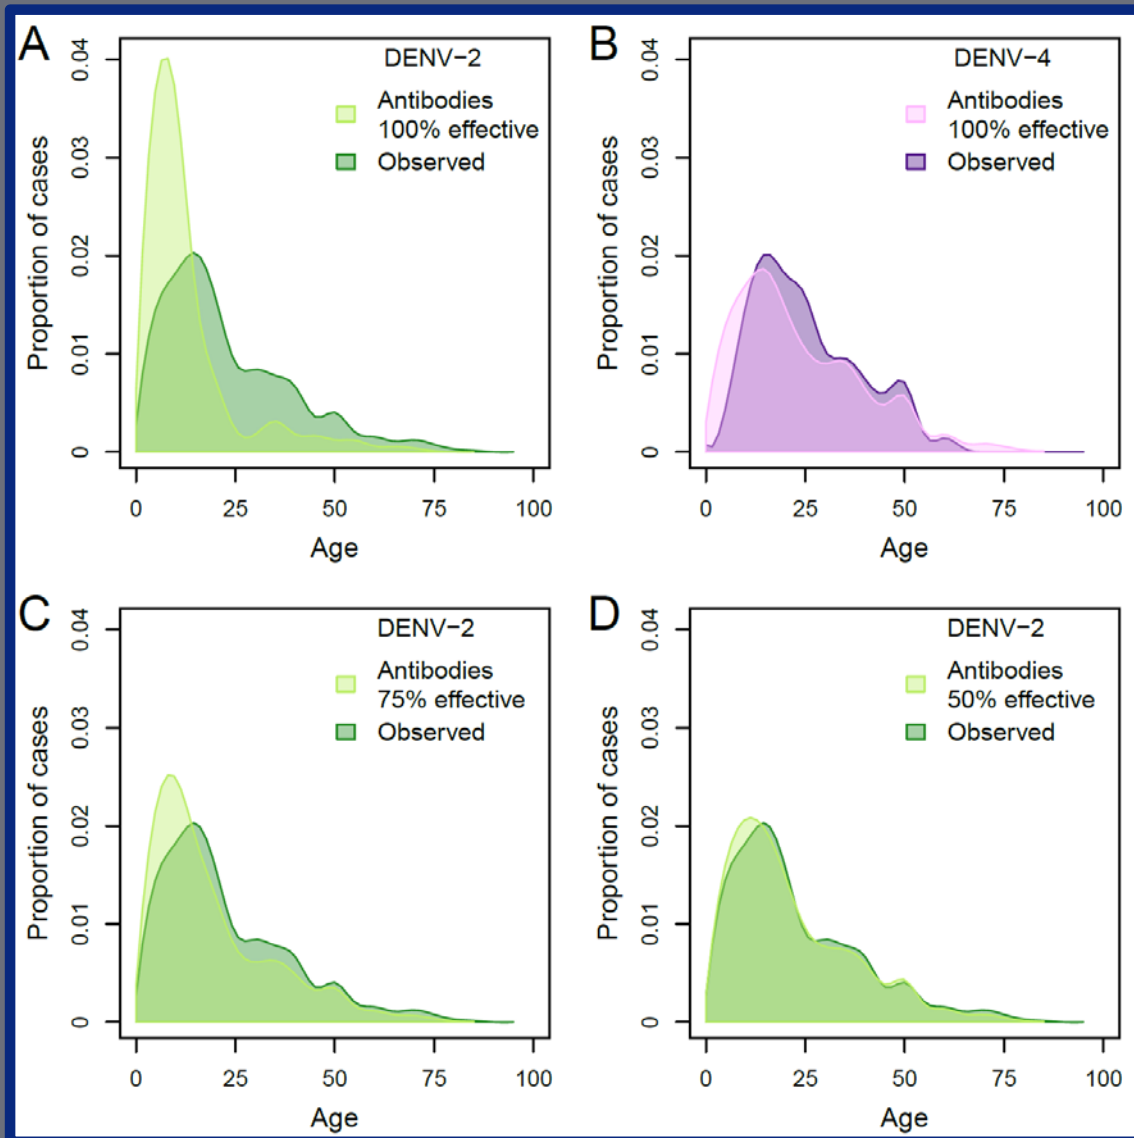 A
DENV−2
Antibodies
100% effective
Observed
Proportion of cases
0.04
0.03
0.02
0.01
0
0
25
50
75
100
Age
B
DENV−4
Antibodies
100% effective
Observed
Proportion of cases
0.04
0.03
0.02
0.01
0
0
25
50
75
100
Age
C
DENV−2
Antibodies
75% effective
Observed
Proportion of cases
0.04
0.03
0.02
0.01
0
0
25
50
75
100
Age
D
DENV−2
Antibodies
50% effective
Observed
Proportion of cases
0.04
0.03
0.02
0.01
0
0
25
50
75
100
Age